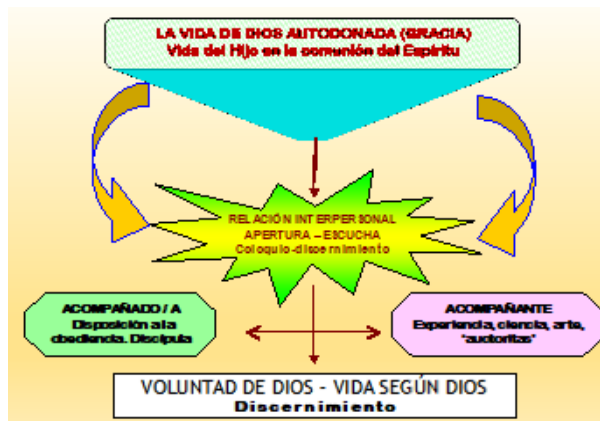 LA VIDA DE DIOS AUTODONADA (GRACIA)
Vida del Hijo en la comunión del Espíritu
RELACIÓN INTERPERSONAL
APERTURA – ESCUCHA
Coloquio-discernimiento
ACOMPAÑADO / A
Disposición a la
obediencia. Discípula
ACOMPAÑANTE
Experiencia, ciencia, arte,
"auctoritas"
VOLUNTAD DE DIOS – VIDA SEGÚN DIOS
Discernimiento